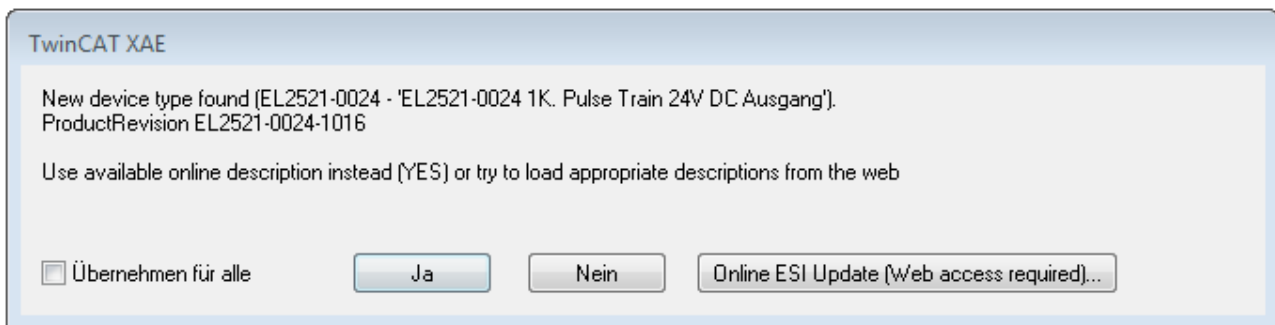 TwinCAT XAE
New device type found (EL2521-0024 - 'EL2521-0024 1K. Pulse Train 24V DC Ausgang').
ProductRevision EL2521-0024-1016
Use available online description instead (YES) or try to load appropriate descriptions from the web
Übernehmen für alle
Ja
Nein
Online ESI Update (Web access required)...